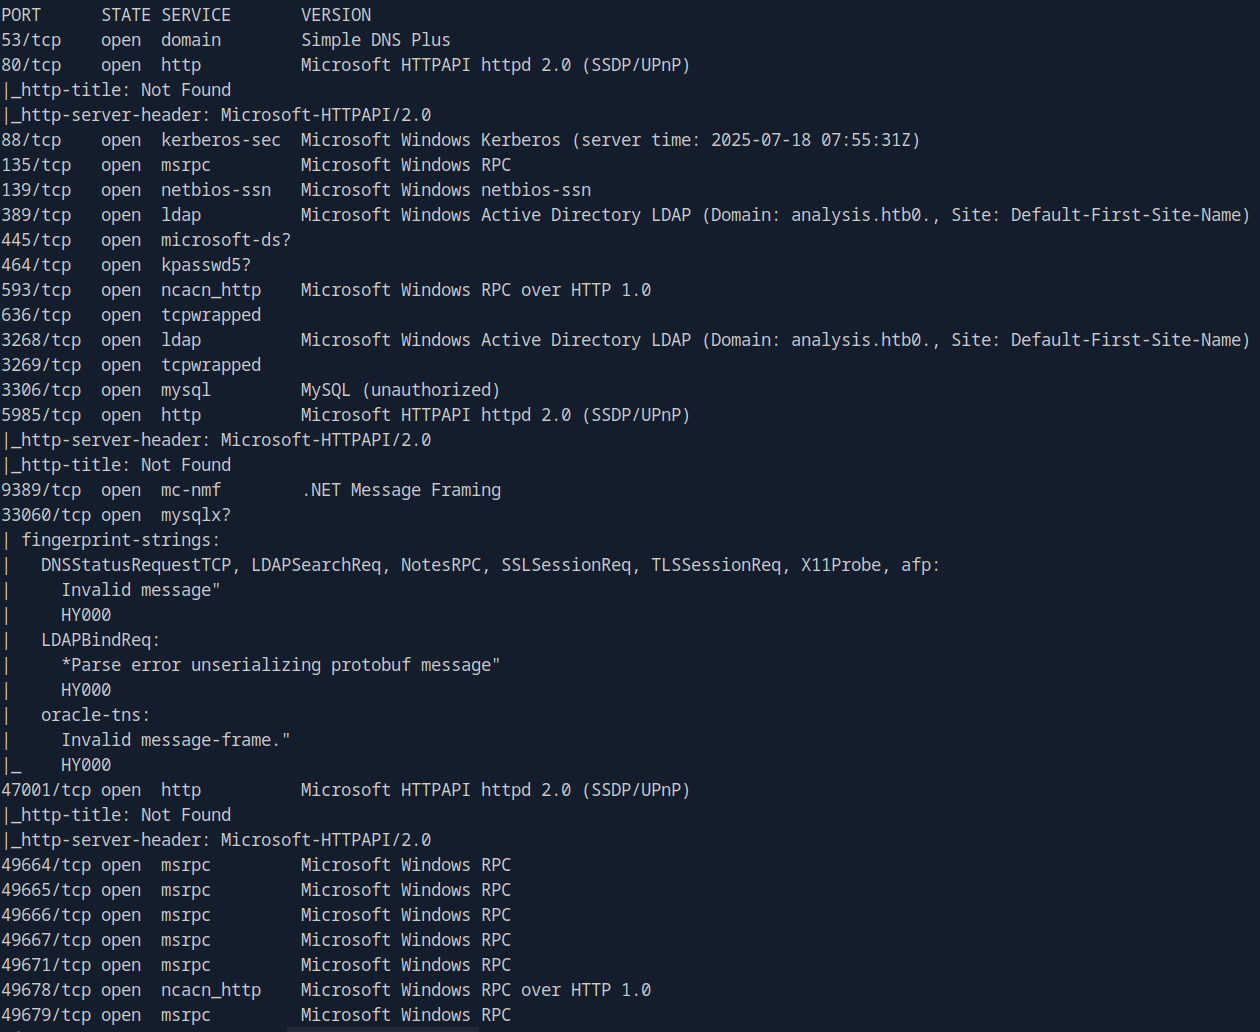 PORT      STATE SERVICE       VERSION
53/tcp    open  domain        Simple DNS Plus
80/tcp    open  http          Microsoft HTTPAPI httpd 2.0 (SSDP/UPnP)
|_http-title: Not Found
|_http-server-header: Microsoft-HTTPAPI/2.0
88/tcp    open  kerberos-sec  Microsoft Windows Kerberos (server time: 2025-07-18 07:55:31Z)
135/tcp   open  msrpc         Microsoft Windows RPC
139/tcp   open  netbios-ssn   Microsoft Windows netbios-ssn
389/tcp   open  ldap          Microsoft Windows Active Directory LDAP (Domain: analysis.htb0., Site: Default-First-Site-Name)
445/tcp   open  microsoft-ds?
464/tcp   open  kpasswd5?
593/tcp   open  ncacn_http    Microsoft Windows RPC over HTTP 1.0
636/tcp   open  tcpwrapped
3268/tcp  open  ldap          Microsoft Windows Active Directory LDAP (Domain: analysis.htb0., Site: Default-First-Site-Name)
3269/tcp  open  tcpwrapped
3306/tcp  open  mysql         MySQL (unauthorized)
5985/tcp  open  http          Microsoft HTTPAPI httpd 2.0 (SSDP/UPnP)
|_http-server-header: Microsoft-HTTPAPI/2.0
|_http-title: Not Found
9389/tcp  open  mc-nmf        .NET Message Framing
33060/tcp open  mysqlx?
| fingerprint-strings:
|   DNSStatusRequestTCP, LDAPSearchReq, NotesRPC, SSLSessionReq, TLSSessionReq, X11Probe, afp:
|     Invalid message"
|     HY000
|   LDAPBindReq:
|     *Parse error unserializing protobuf message"
|     HY000
|   oracle-tns:
|     Invalid message-frame."
|_    HY000
47001/tcp open  http          Microsoft HTTPAPI httpd 2.0 (SSDP/UPnP)
|_http-title: Not Found
|_http-server-header: Microsoft-HTTPAPI/2.0
49664/tcp open  msrpc         Microsoft Windows RPC
49665/tcp open  msrpc         Microsoft Windows RPC
49666/tcp open  msrpc         Microsoft Windows RPC
49667/tcp open  msrpc         Microsoft Windows RPC
49671/tcp open  msrpc         Microsoft Windows RPC
49678/tcp open  ncacn_http    Microsoft Windows RPC over HTTP 1.0
49679/tcp open  msrpc         Microsoft Windows RPC